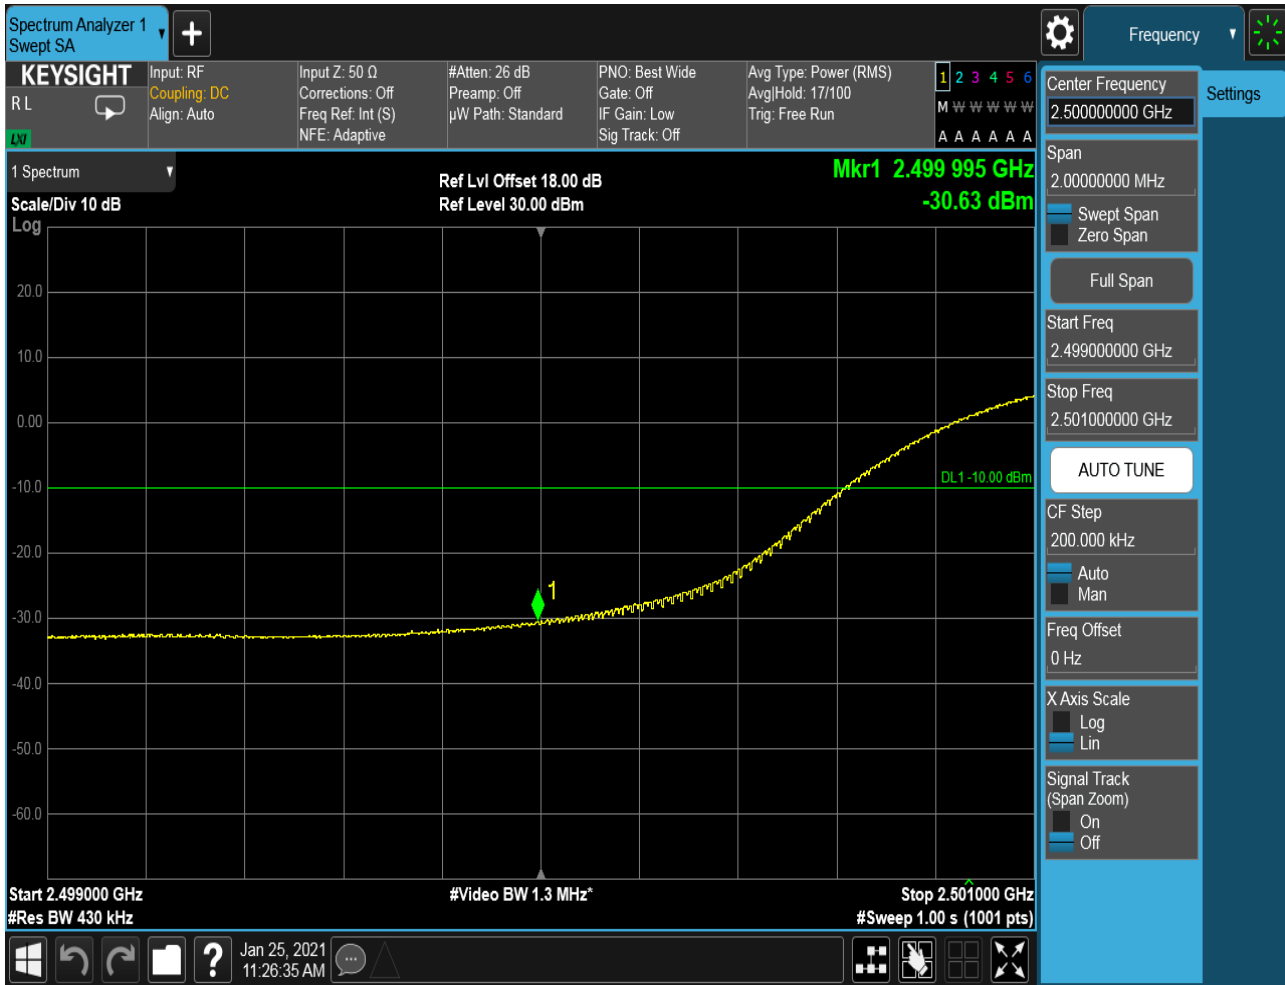 Spectrum Analyzer 1
Swept SA
Frequency
KEYSIGHT
R L
LXI
Input: RF
Coupling: DC
Align: Auto
Input Z: 50 Ω
Corrections: Off
Freq Ref: Int (S)
NFE: Adaptive
#Atten: 26 dB
Preamp: Off
µW Path: Standard
PNO: Best Wide
Gate: Off
IF Gain: Low
Sig Track: Off
Avg Type: Power (RMS)
Avg|Hold: 17/100
Trig: Free Run
1 2 3 4 5 6
M W W W W W
A A A A A A
1 Spectrum
Scale/Div 10 dB
Log
Ref Lvl Offset 18.00 dB
Ref Level 30.00 dBm
Mkr1 2.499 995 GHz
-30.63 dBm
20.0
10.0
0.00
-10.0
-20.0
-30.0
-40.0
-50.0
-60.0
DL1 -10.00 dBm
1
Start 2.499000 GHz
#Res BW 430 kHz
#Video BW 1.3 MHz*
Stop 2.501000 GHz
#Sweep 1.00 s (1001 pts)
?
Jan 25, 2021
11:26:35 AM
Center Frequency
2.500000000 GHz
Span
2.00000000 MHz
Swept Span
Zero Span
Full Span
Start Freq
2.499000000 GHz
Stop Freq
2.501000000 GHz
AUTO TUNE
CF Step
200.000 kHz
Auto
Man
Freq Offset
0 Hz
X Axis Scale
Log
Lin
Signal Track
(Span Zoom)
On
Off
Settings